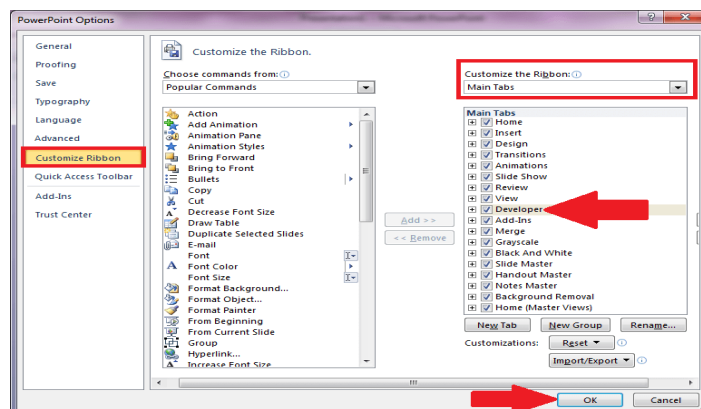 PowerPoint Options
General
Proofing
Save
Typography
Language
Advanced
Customize Ribbon
Quick Access Toolbar
Add-Ins
Trust Center
Customize the Ribbon.
Choose commands from:
Popular Commands
Action
Add Animation
Animation Pane
Animation Styles
Bring Forward
Bring to Front
Bullets
Copy
Cut
Decrease Font Size
Draw Table
Duplicate Selected Slides
E-mail
Font
Font Color
Font Size
Format Background...
Format Object...
Format Painter
From Beginning
From Current Slide
Group
Hyperlink...
Increase Font Size
Add >>
<< Remove
Customize the Ribbon:
Main Tabs
Main Tabs
Home
Insert
Design
Transitions
Animations
Slide Show
Review
View
Developer
Add-Ins
Merge
Grayscale
Black And White
Slide Master
Handout Master
Notes Master
Background Removal
Home (Master Views)
New Tab New Group Rename...
Customizations: Reset
Import/Export
OK Cancel